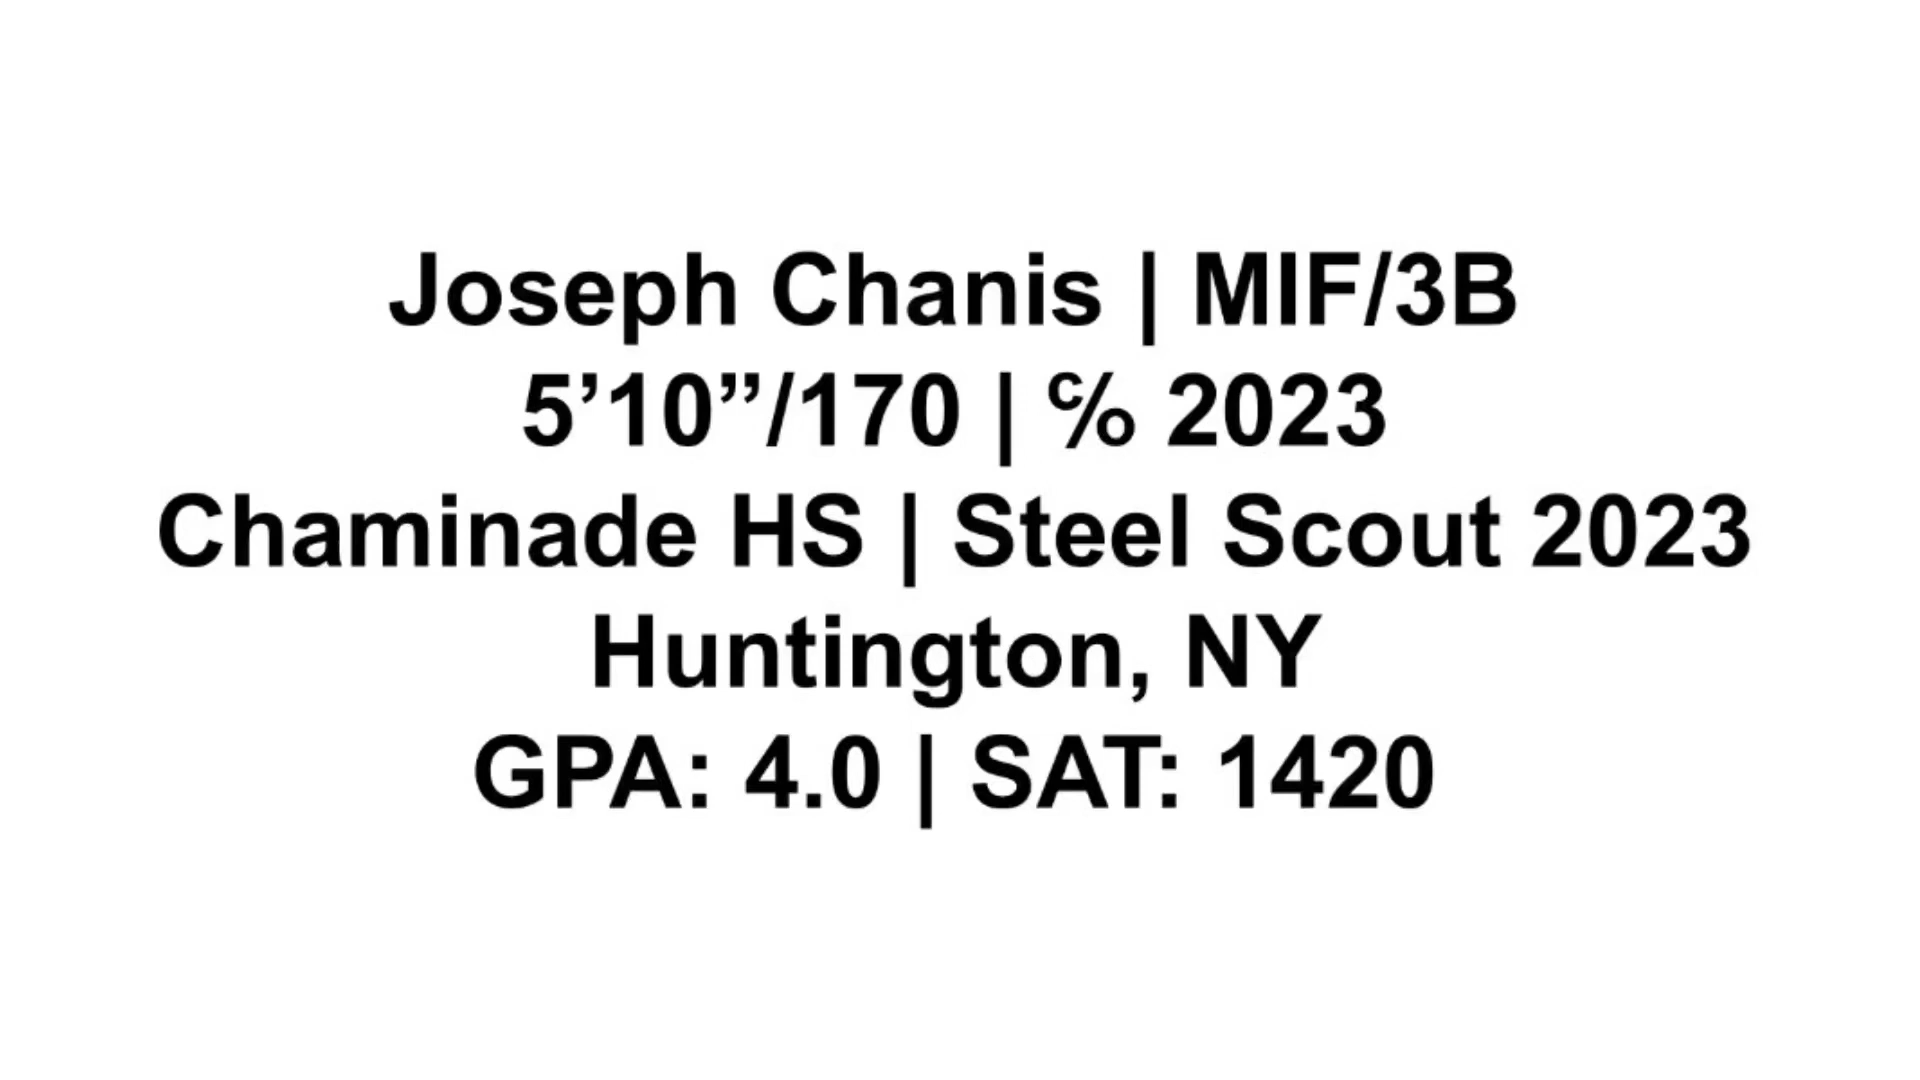 Joseph Chanis | MIF/3B
5’10”/170 | ℅ 2023
Chaminade HS | Steel Scout 2023
Huntington, NY
GPA: 4.0 | SAT: 1420